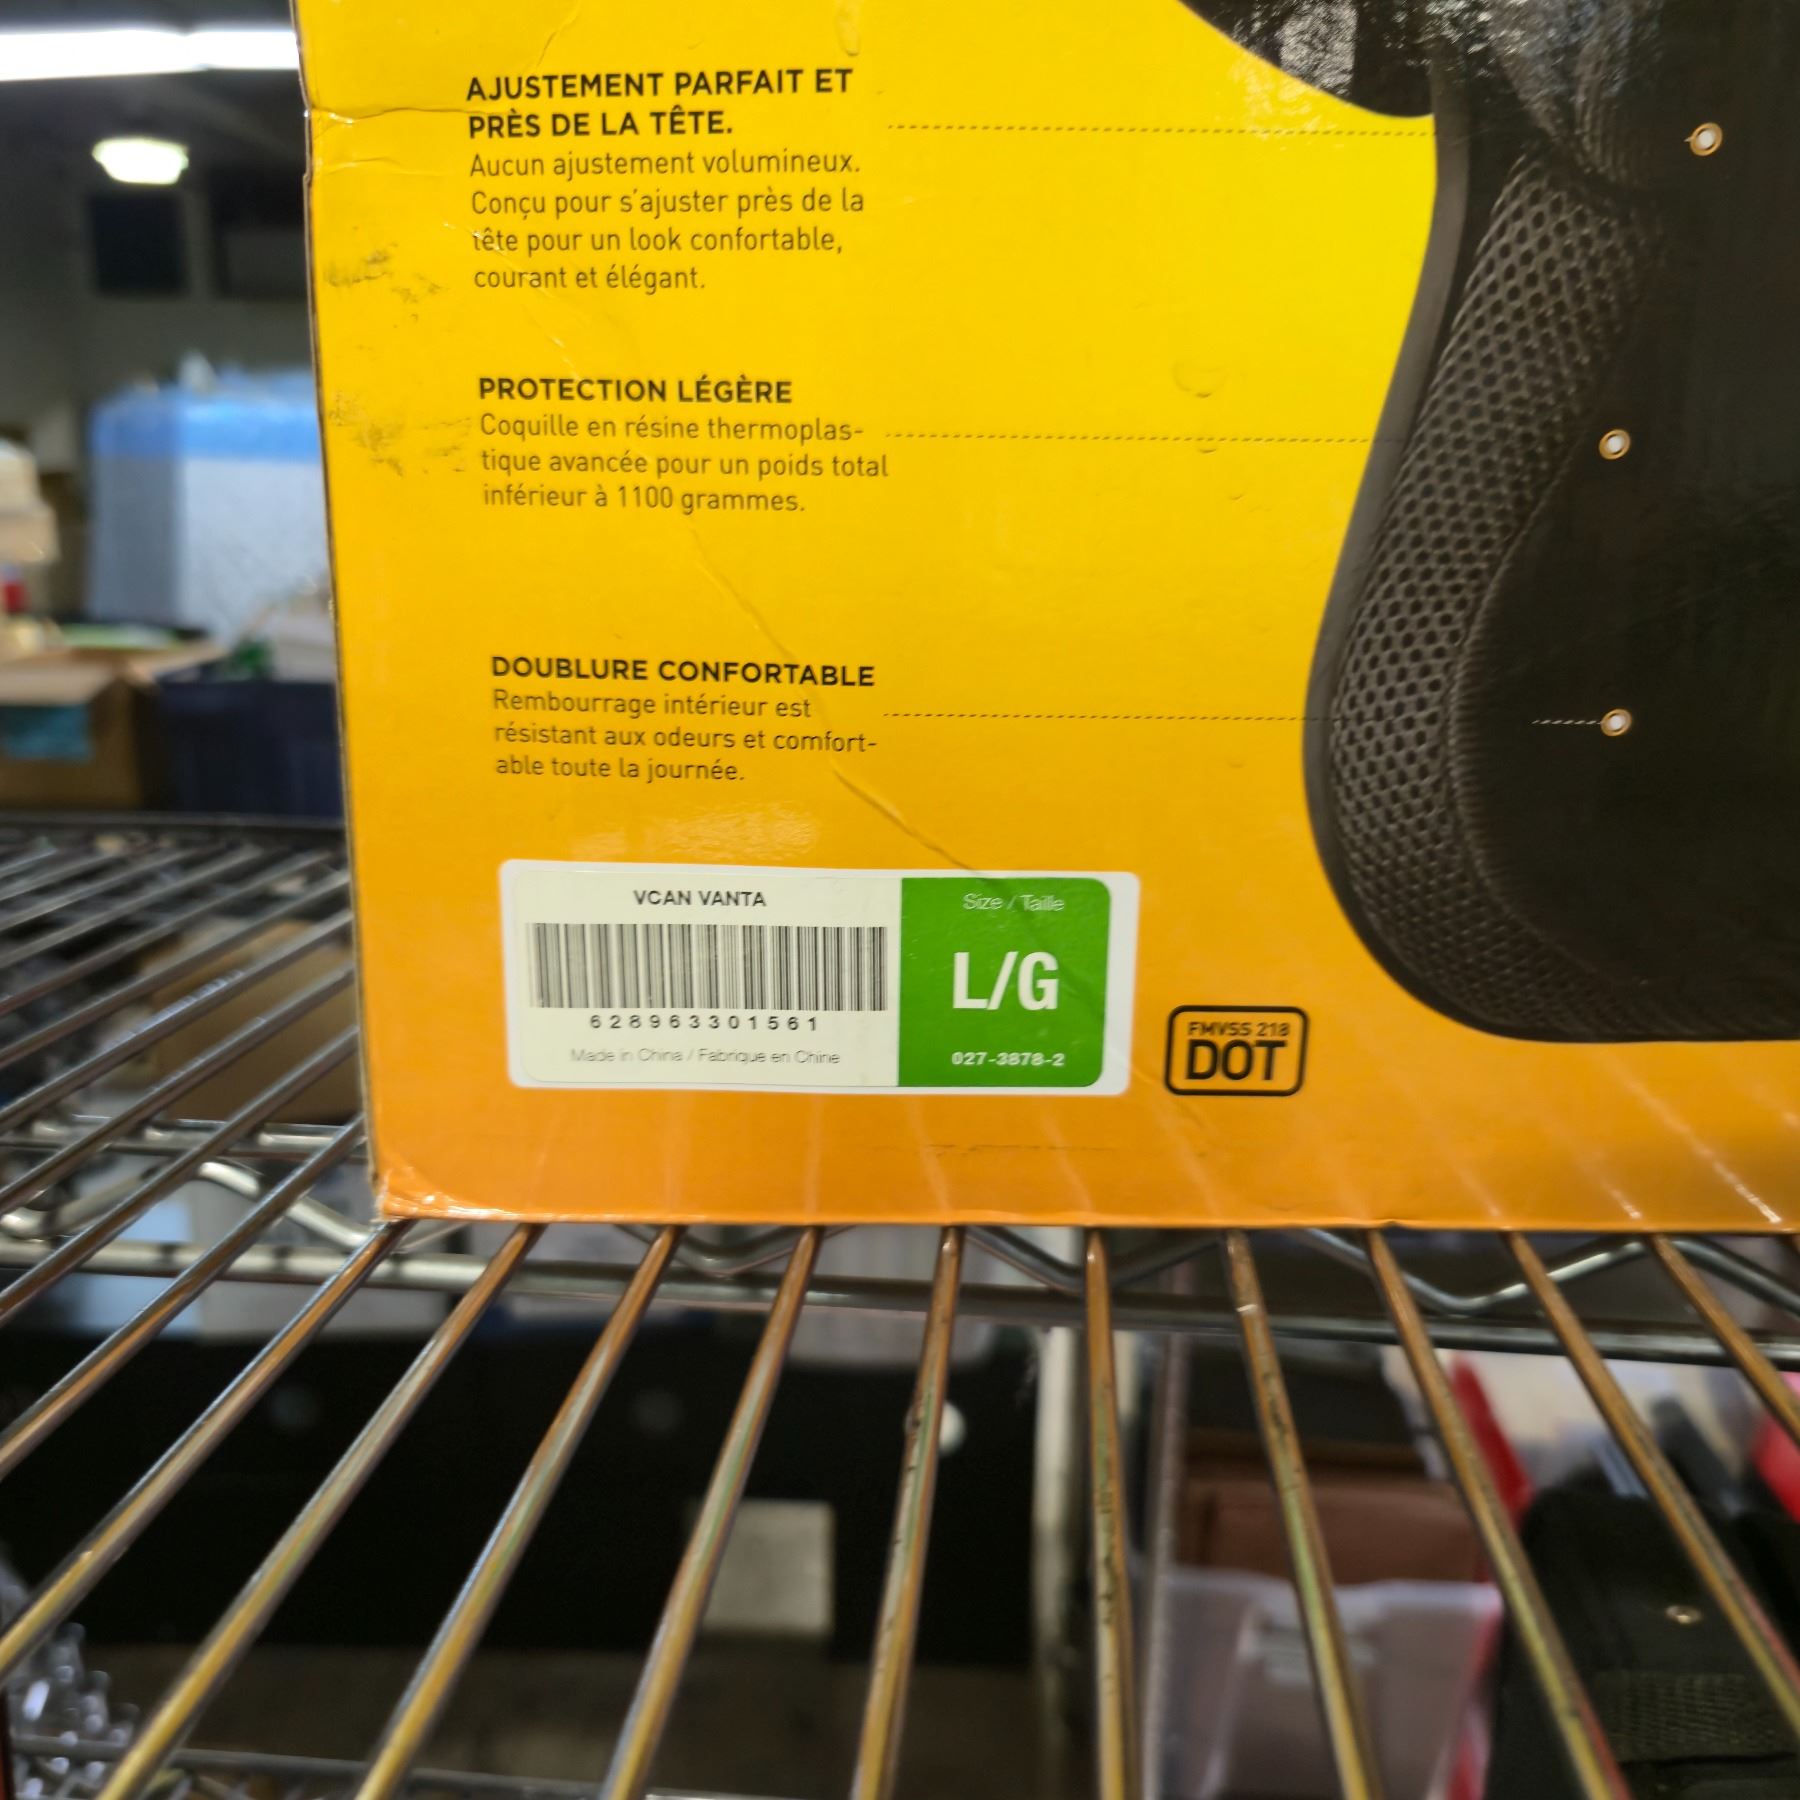 AJUSTEMENT PARFAIT ET
PRÈS DE LA TÊTE.
Aucun ajustement volumineux.
Conçu pour s'ajuster près de la
tête pour un look confortable,
courant et élégant.
PROTECTION LÉGÈRE
Coquille en résine thermoplas-
tique avancée pour un poids total
inférieur à 1100 grammes.
DOUBLURE CONFORTABLE
Rembourrage intérieur est
résistant aux odeurs et comfort-
able toute la journée.
VCAN VANTA
628963301561
Made in China / Fabrique en Chine
Size / Taille
L/G
027-3878-2
FMVSS 218
DOT